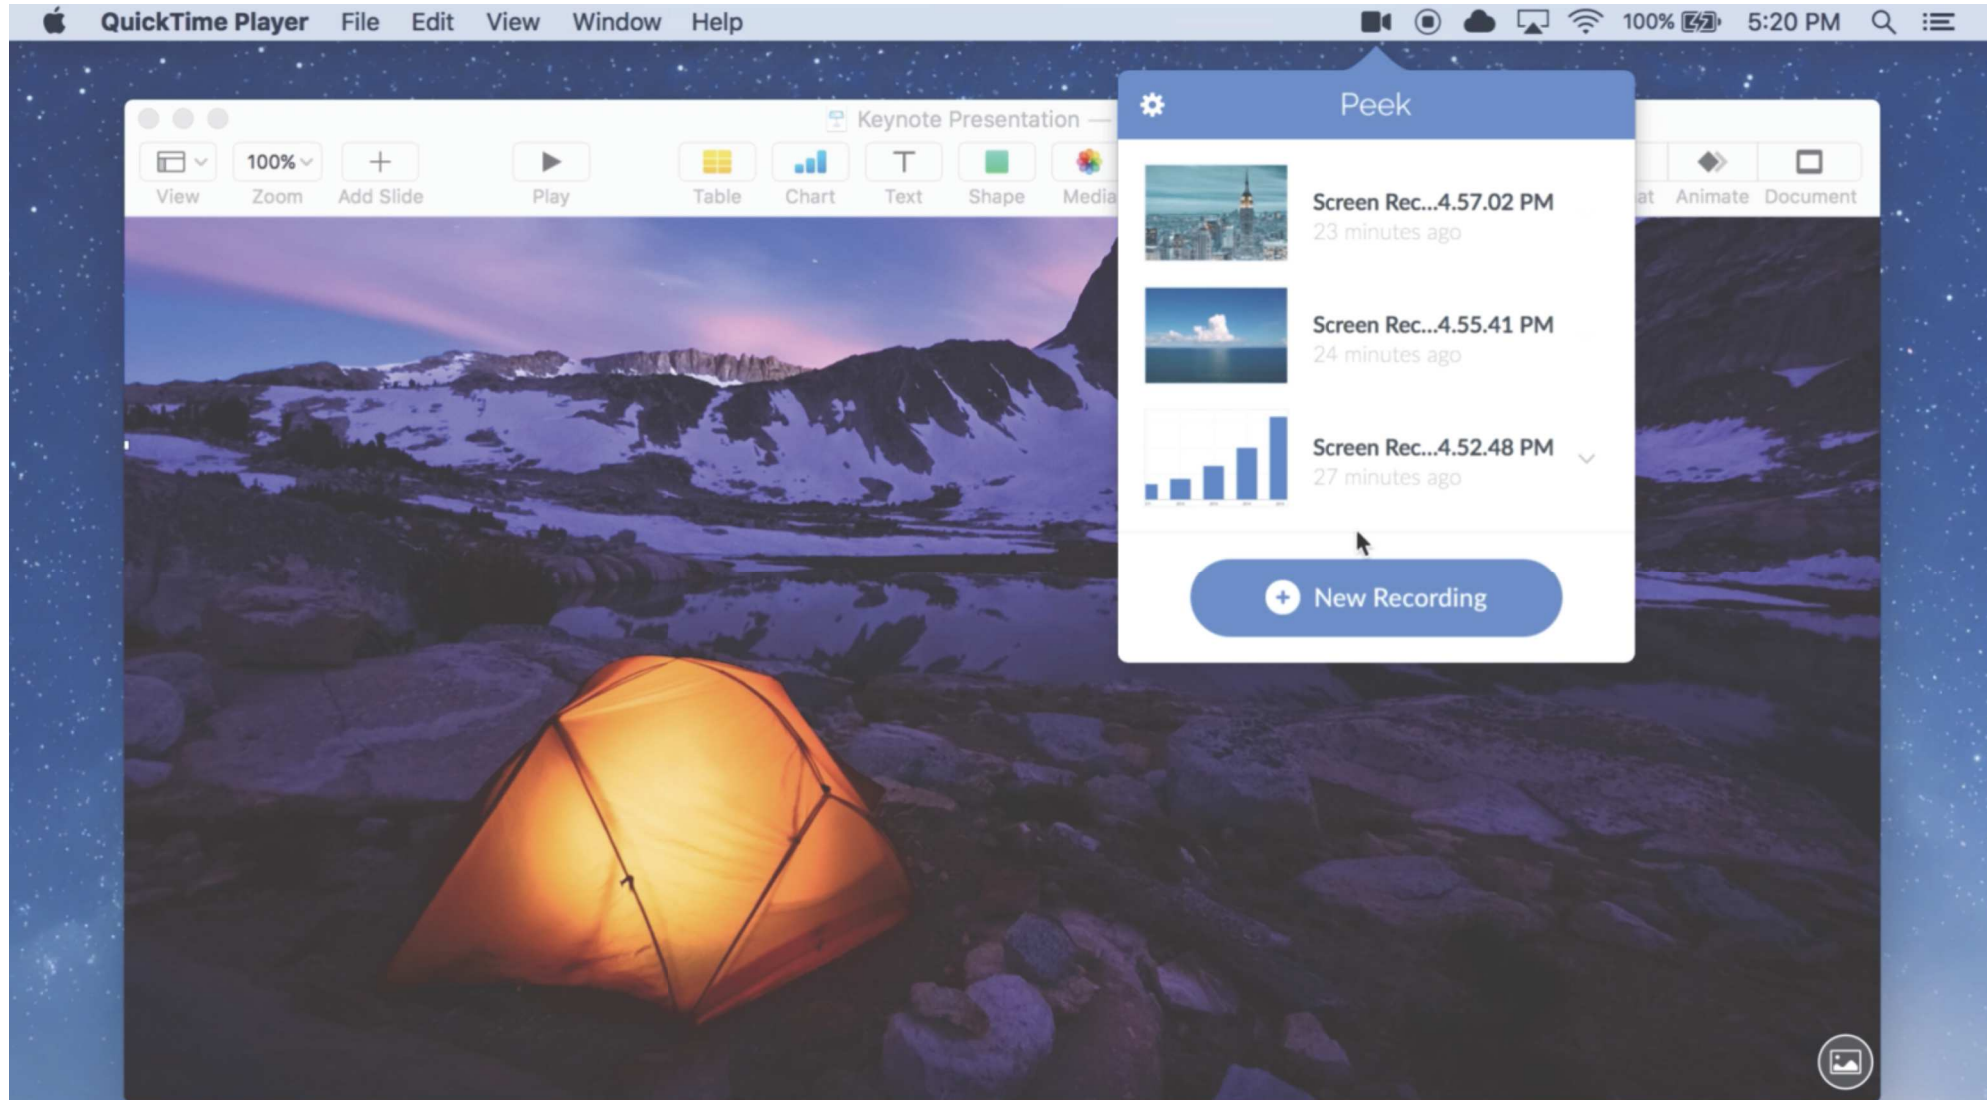 QuickTime Player File Edit View Window Help 100% 5:20 PM
Peek
Keynote Presentation —
100%
View Zoom Add Slide Play Table Chart Text Shape Media at Animate Document
Screen Rec...4.57.02 PM
23 minutes ago
Screen Rec...4.55.41 PM
24 minutes ago
Screen Rec...4.52.48 PM
27 minutes ago
New Recording